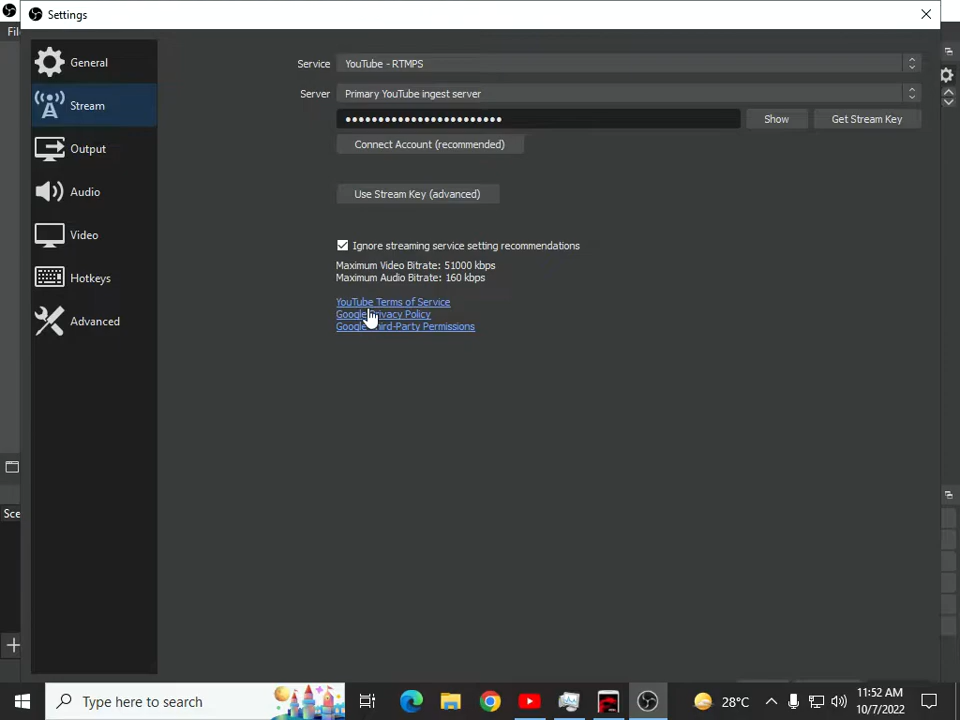 Settings
Fil
General
Stream
Output
Audio
Video
Hotkeys
Advanced
Service
YouTube - RTMPS
Server
Primary YouTube ingest server
●●●●●●●●●●●●●●●●●●●●●●●●
Show
Get Stream Key
Connect Account (recommended)
Use Stream Key (advanced)
Ignore streaming service setting recommendations
Maximum Video Bitrate: 51000 kbps
Maximum Audio Bitrate: 160 kbps
YouTube Terms of Service
Google Privacy Policy
Google Third-Party Permissions
Sce
Type here to search
28°C
11:52 AM
10/7/2022